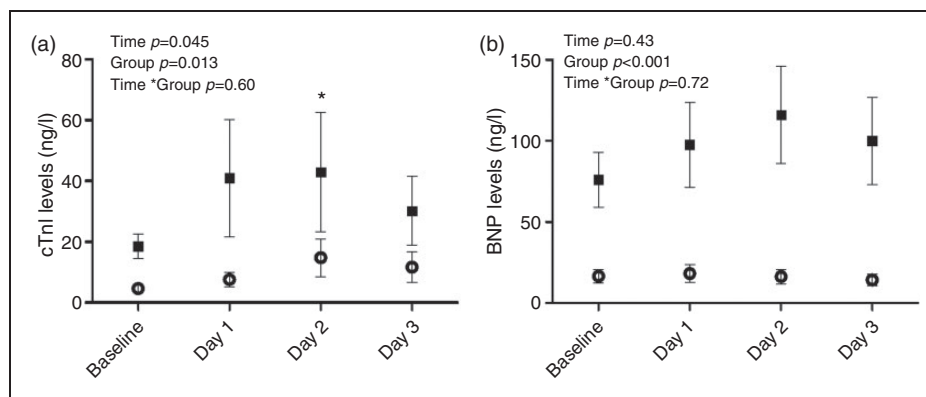 (a)
Time p=0.045
Group p=0.013
Time *Group p=0.60
80
60
40
20
0
cTnI levels (ng/l)
*
Baseline
Day 1
Day 2
Day 3
(b)
Time p=0.43
Group p<0.001
Time *Group p=0.72
150
100
50
0
BNP levels (ng/l)
Baseline
Day 1
Day 2
Day 3